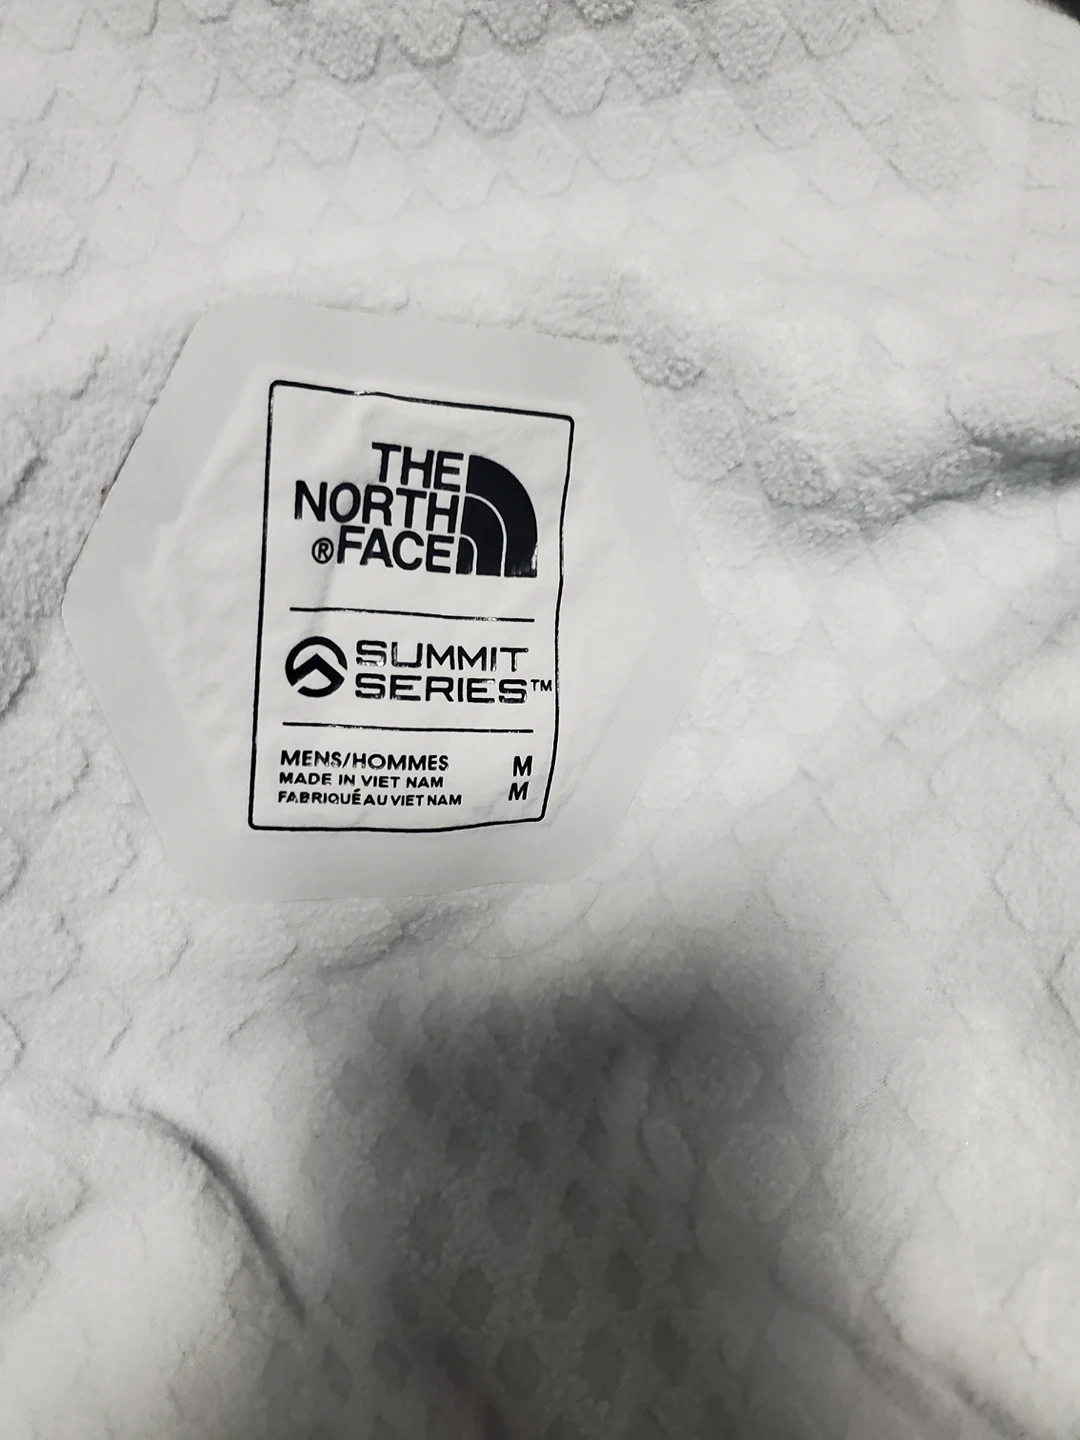 THE
NORTH
®FACE
SUMMIT
SERIES™
MENS/HOMMES M
MADE IN VIET NAM M
FABRIQUÉ AU VIET NAM